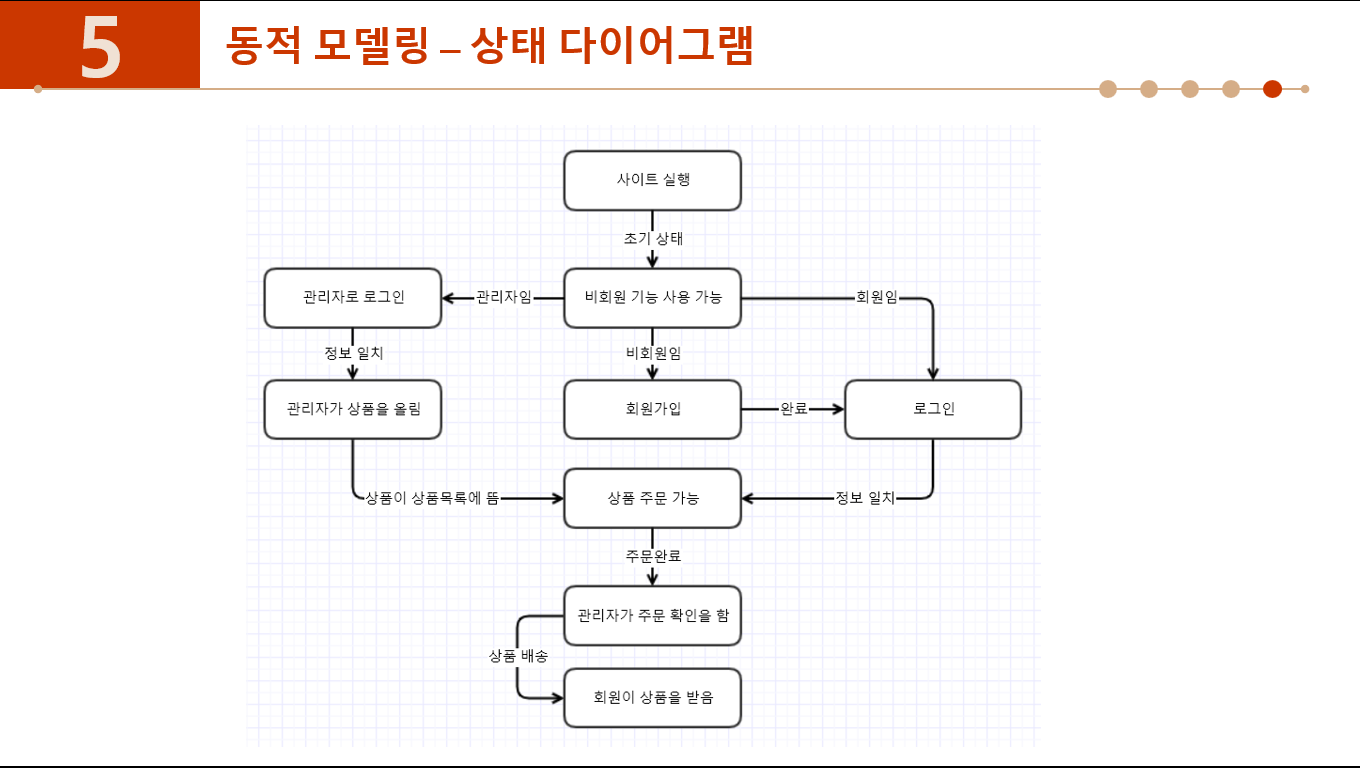 5
동적 모델링 – 상태 다이어그램
사이트 실행
초기 상태
관리자로 로그인
관리자임
비회원 기능 사용 가능
회원임
정보 일치
비회원임
관리자가 상품을 올림
회원가입
완료
로그인
상품이 상품목록에 뜸
상품 주문 가능
정보 일치
주문완료
관리자가 주문 확인을 함
상품 배송
회원이 상품을 받음